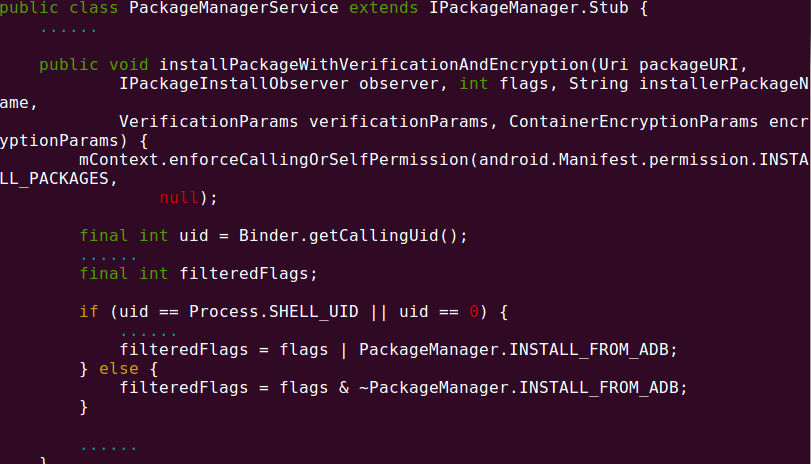 public class PackageManagerService extends IPackageManager.Stub {
    ......

    public void installPackageWithVerificationAndEncryption(Uri packageURI,
            IPackageInstallObserver observer, int flags, String installerPackageN
ame,
            VerificationParams verificationParams, ContainerEncryptionParams encr
yptionParams) {
        mContext.enforceCallingOrSelfPermission(android.Manifest.permission.INSTA
LL_PACKAGES,
                null);

        final int uid = Binder.getCallingUid();
        ......
        final int filteredFlags;

        if (uid == Process.SHELL_UID || uid == 0) {
            ......
            filteredFlags = flags | PackageManager.INSTALL_FROM_ADB;
        } else {
            filteredFlags = flags & ~PackageManager.INSTALL_FROM_ADB;
        }

        ......
    }